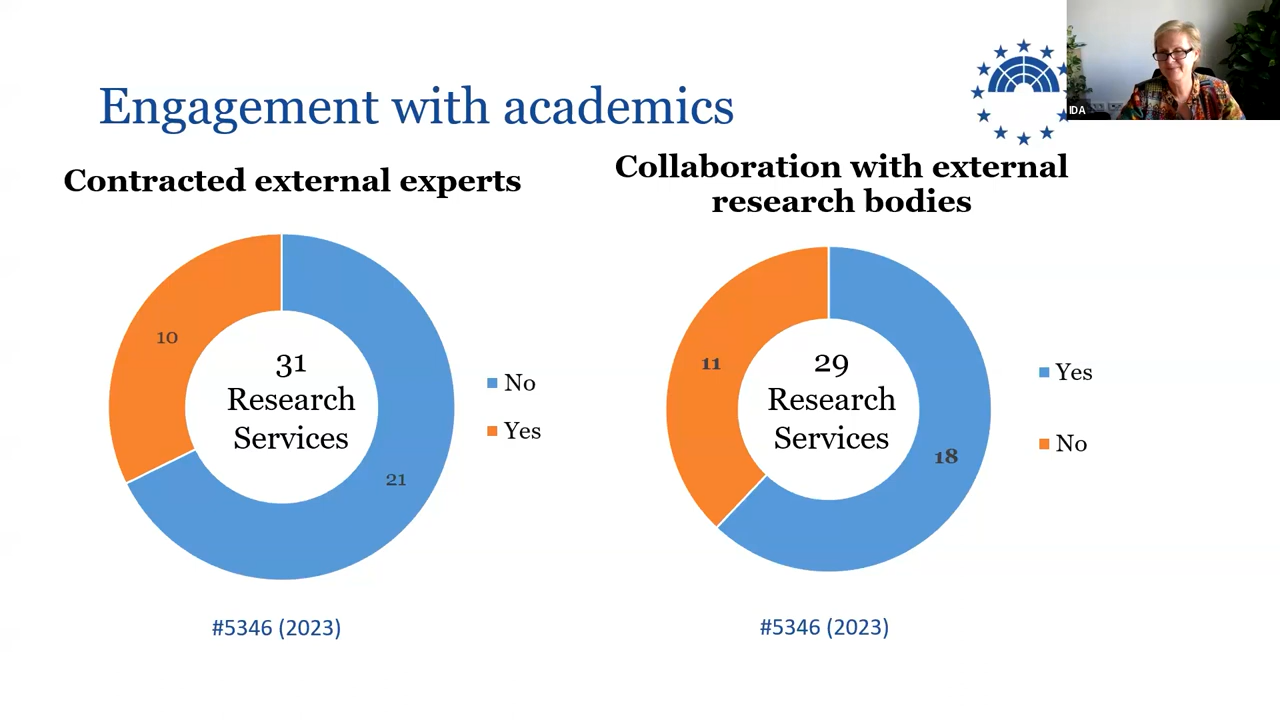 Engagement with academics
IDA
Contracted external experts
10
31
Research
Services
21
No
Yes
#5346 (2023)
Collaboration with external
research bodies
11
29
Research
Services
18
Yes
No
#5346 (2023)